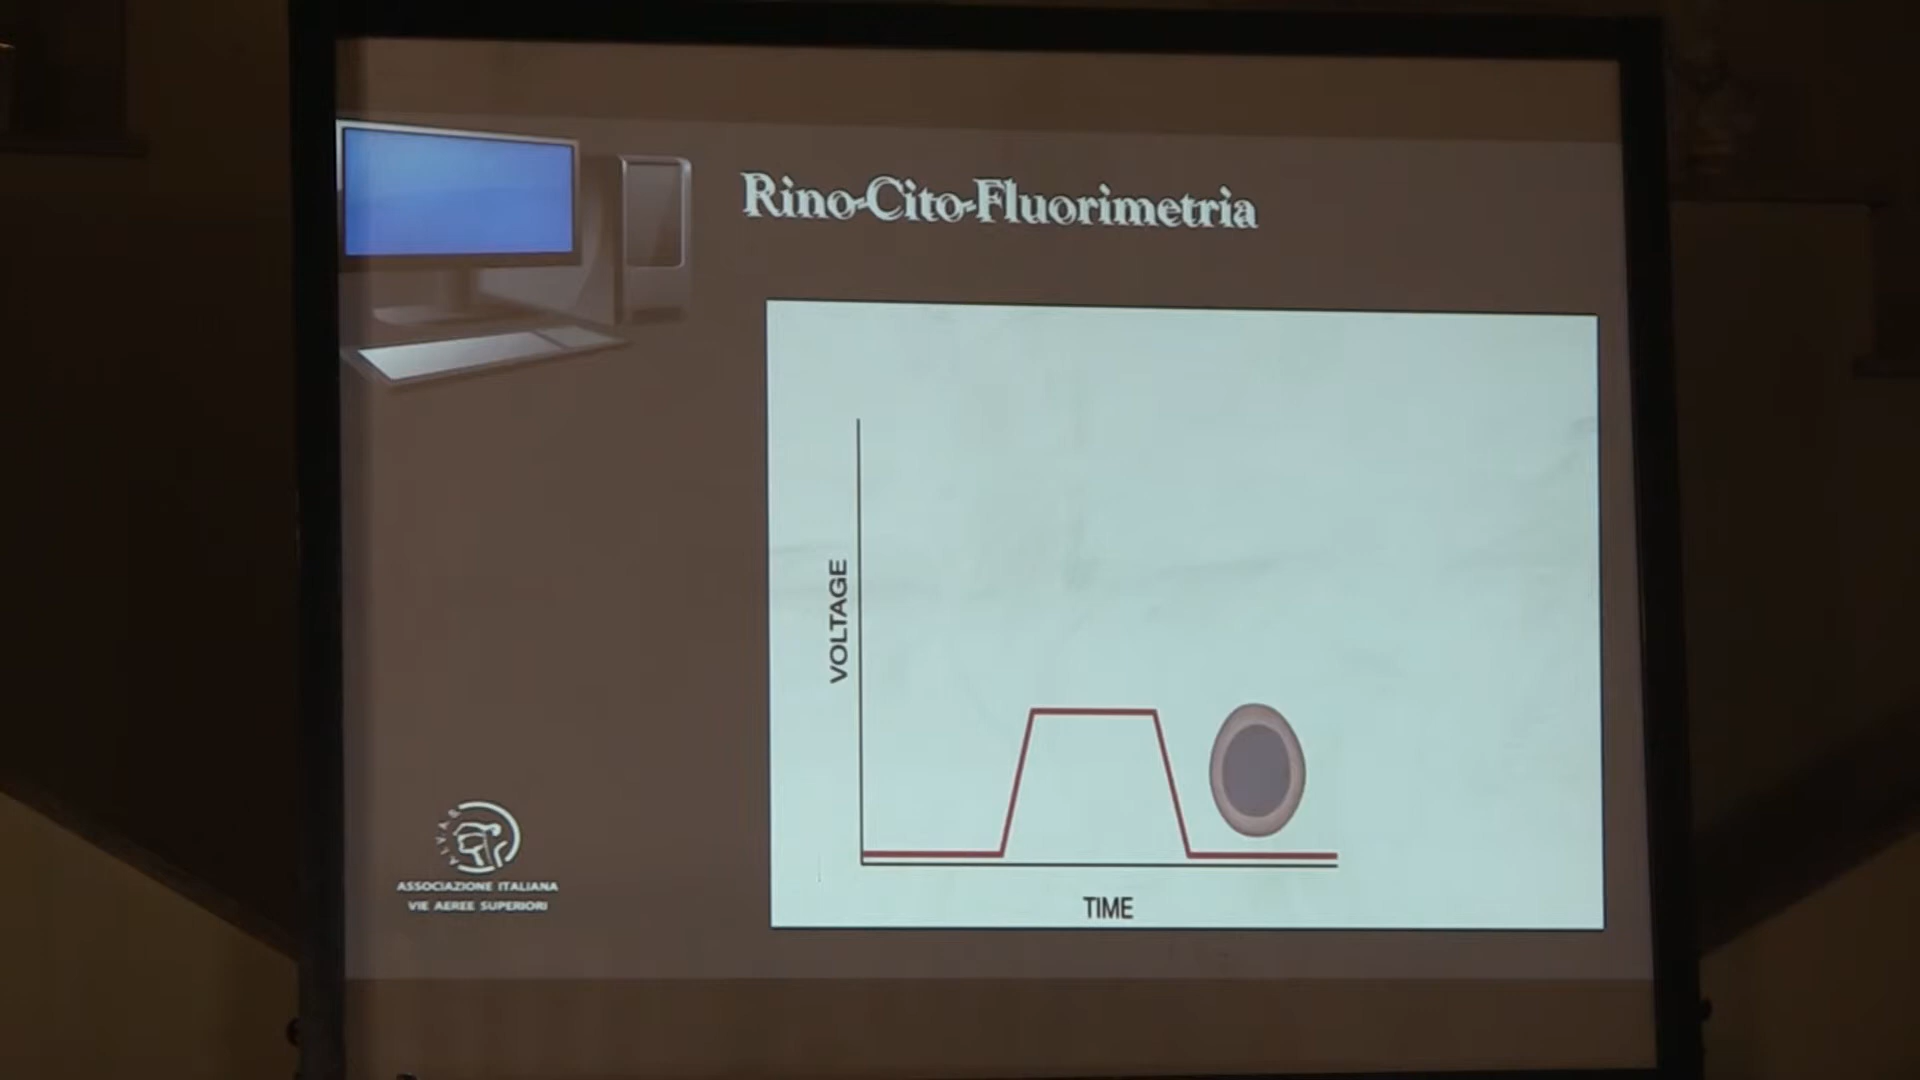 Rino-Cito-Fluorimetria
VOLTAGE
TIME
A.I.V.A.S.
ASSOCIAZIONE ITALIANA
VIE AEREE SUPERIORI